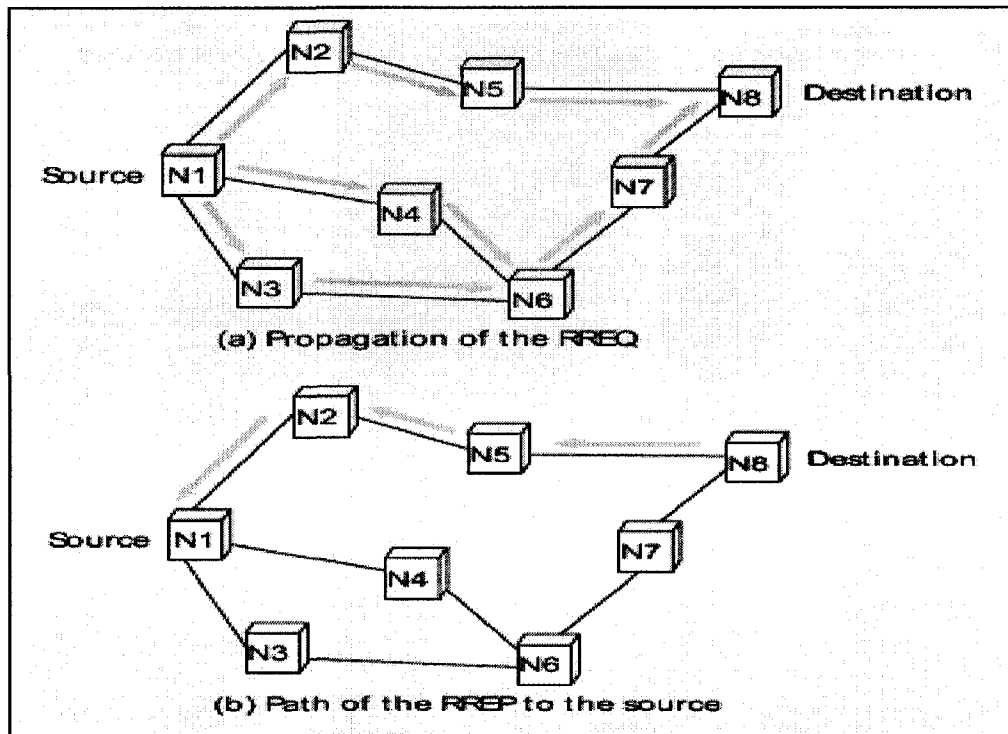 N2
N5
N8 Destination
Source N1
N7
N4
N3
N6
(a) Propagation of the RREQ
N2
N5
N8 Destination
Source N1
N7
N4
N3
N6
(b) Path of the RREP to the source